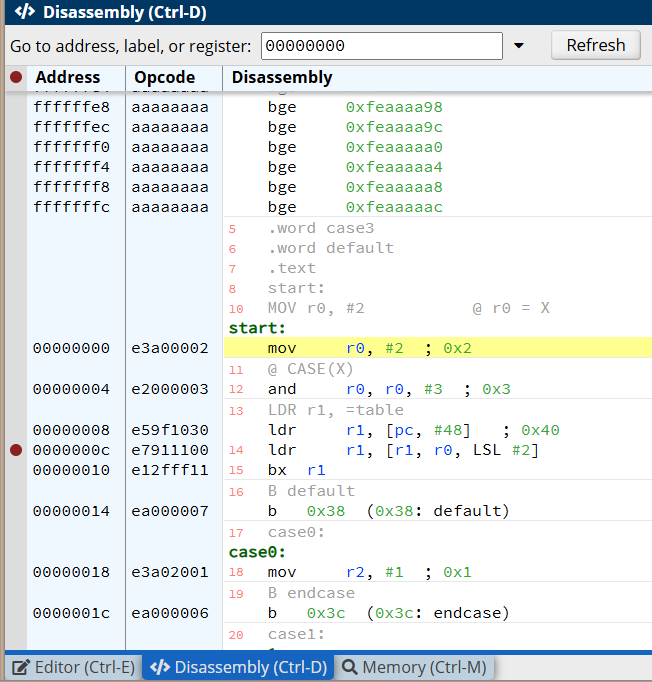 </> Disassembly (Ctrl-D)
Go to address, label, or register: 00000000 Refresh
Address Opcode Disassembly
ffffffe8 aaaaaaaa bge 0xfeaaaa98
ffffffec aaaaaaaa bge 0xfeaaaa9c
fffffff0 aaaaaaaa bge 0xfeaaaaa0
fffffff4 aaaaaaaa bge 0xfeaaaaa4
fffffff8 aaaaaaaa bge 0xfeaaaaa8
fffffffc aaaaaaaa bge 0xfeaaaaac
5 .word case3
6 .word default
7 .text
8 start:
10 MOV r0, #2 @ r0 = X
start:
00000000 e3a00002 mov r0, #2 ; 0x2
11 @ CASE(X)
00000004 e2000003 12 and r0, r0, #3 ; 0x3
13 LDR r1, =table
00000008 e59f1030 ldr r1, [pc, #48] ; 0x40
0000000c e7911100 14 ldr r1, [r1, r0, LSL #2]
00000010 e12fff11 15 bx r1
16 B default
00000014 ea000007 b 0x38 (0x38: default)
17 case0:
case0:
00000018 e3a02001 18 mov r2, #1 ; 0x1
19 B endcase
0000001c ea000006 b 0x3c (0x3c: endcase)
20 case1:
Editor (Ctrl-E) </> Disassembly (Ctrl-D) Memory (Ctrl-M)